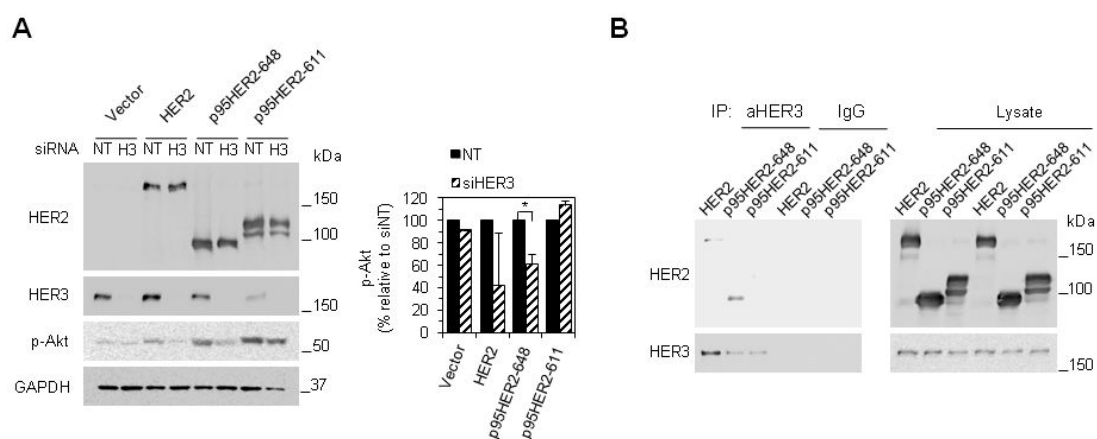 A
Vector
HER2
p95HER2-648
p95HER2-611
siRNA NT H3 NT H3 NT H3 NT H3 kDa
HER2
_150
_100
HER3
_150
p-Akt
_50
GAPDH
_37
NT
siHER3
*
p-Akt
(% relative to siNT)
120
100
80
60
40
20
0
Vector
HER2
p95HER2-648
p95HER2-611
B
IP: aHER3 IgG Lysate
HER2 p95HER2-648 p95HER2-611 HER2 p95HER2-648 p95HER2-611 HER2 p95HER2-648 p95HER2-611 HER2 p95HER2-648 p95HER2-611
kDa
HER2
_150
_100
HER3
_150